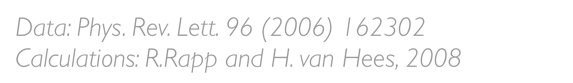 Data: Phys. Rev. Lett. 96 (2006) 162302
Calculations: R.Rapp and H. van Hees, 2008